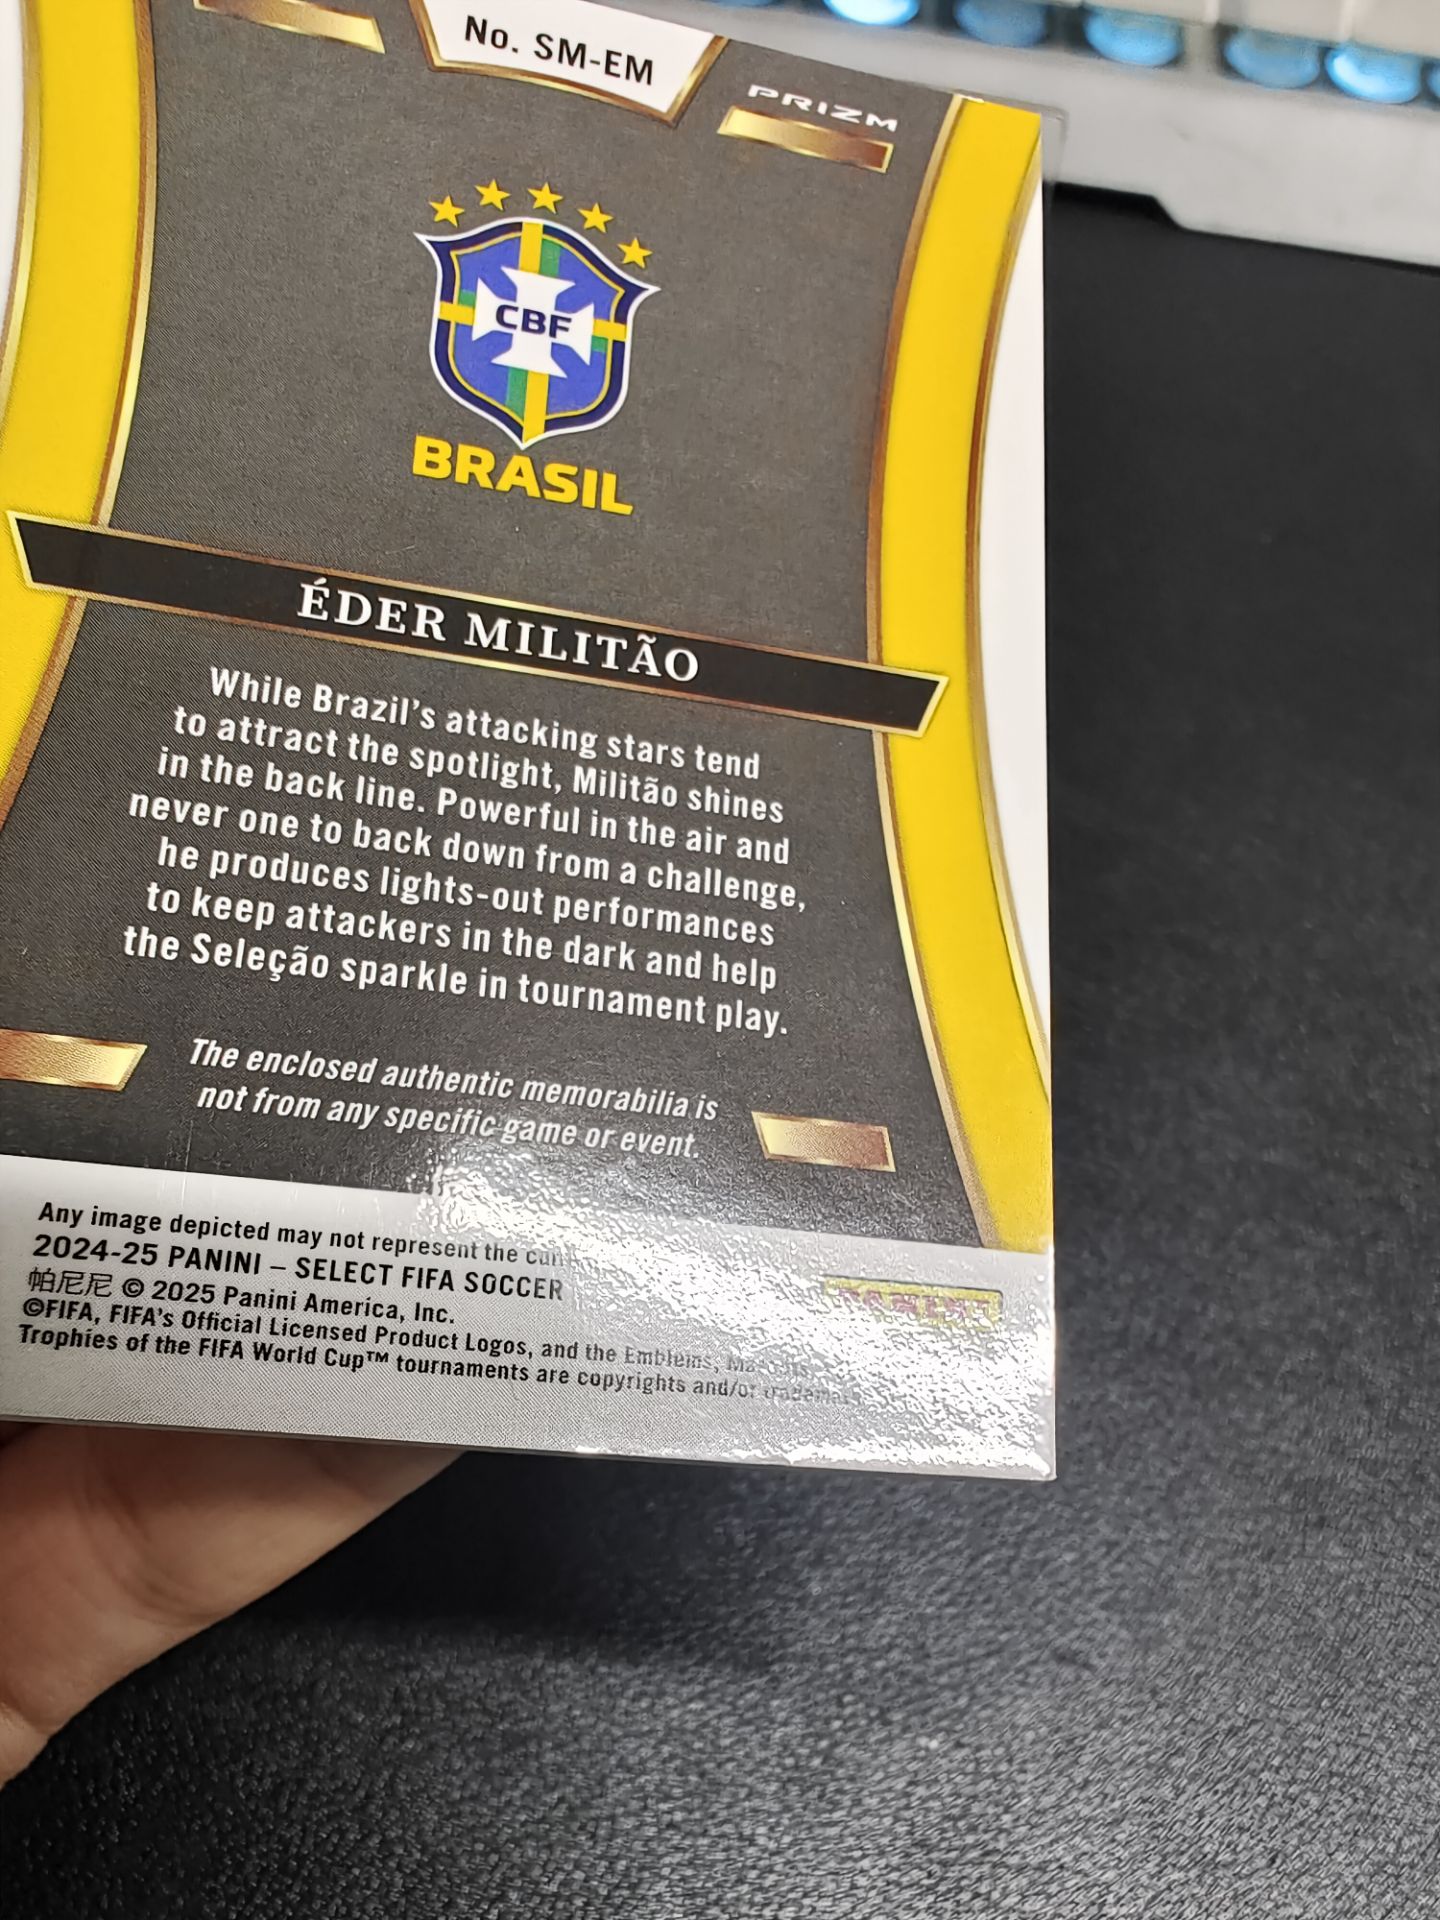 No. SM-EM
PRIZM
CBF
BRASIL
ÉDER MILITÃO
While Brazil's attacking stars tend
to attract the spotlight, Militão shines
in the back line. Powerful in the air and
never one to back down from a challenge,
he produces lights-out performances
to keep attackers in the dark and help
the Seleção sparkle in tournament play.
The enclosed authentic memorabilia is
not from any specific game or event.
Any image depicted may not represent the
2024-25 PANINI – SELECT FIFA SOCCER
帕尼尼 © 2025 Panini America, Inc.
©FIFA, FIFA's Official Licensed Product Logos, and the Emblems,
Trophies of the FIFA World Cup™ tournaments are copyrights and/or
PANINI